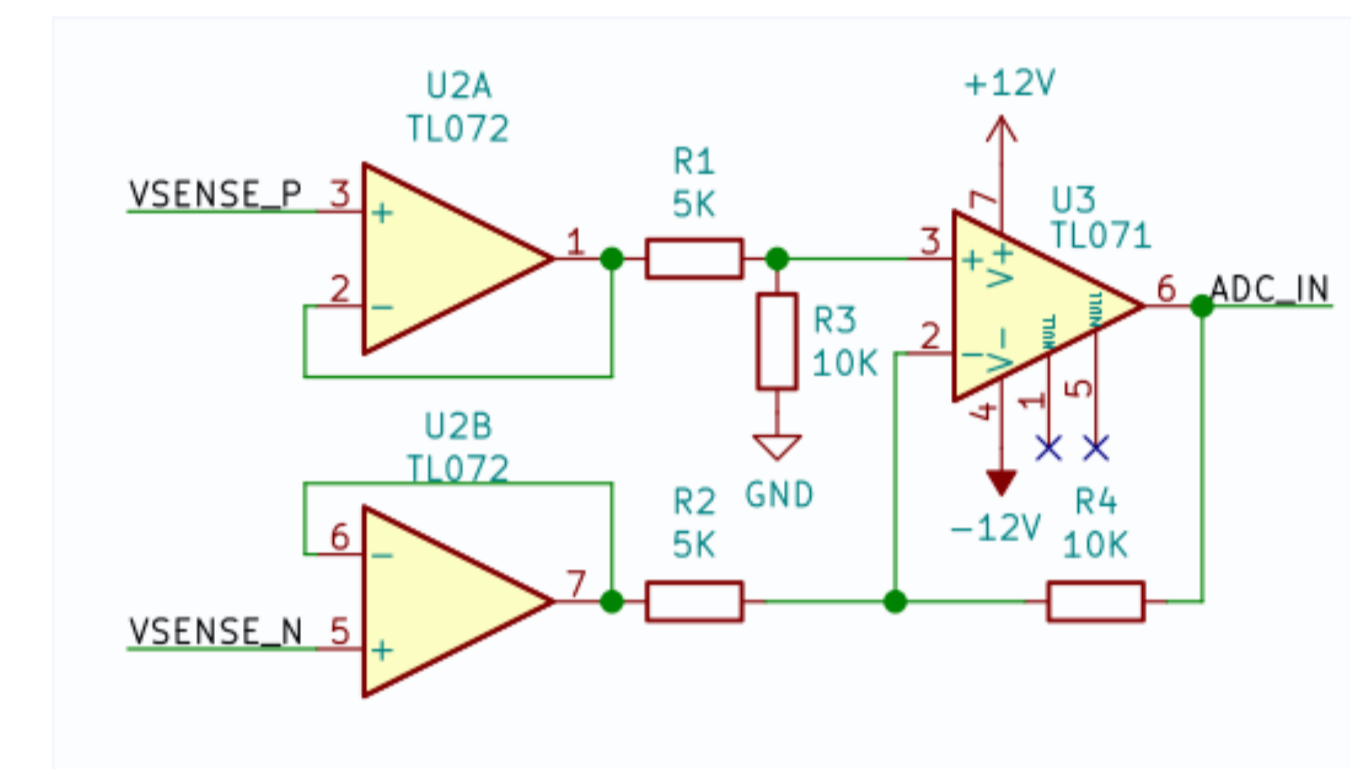 U2A
TL072
VSENSE_P
3
+
2
−
1
R1
5K
R3
10K
GND
+12V
7
U3
TL071
3
+
V+
2
−
V-
NULL
NULL
6
ADC_IN
4
1
5
-12V
U2B
TL072
6
−
VSENSE_N
5
+
7
R2
5K
R4
10K